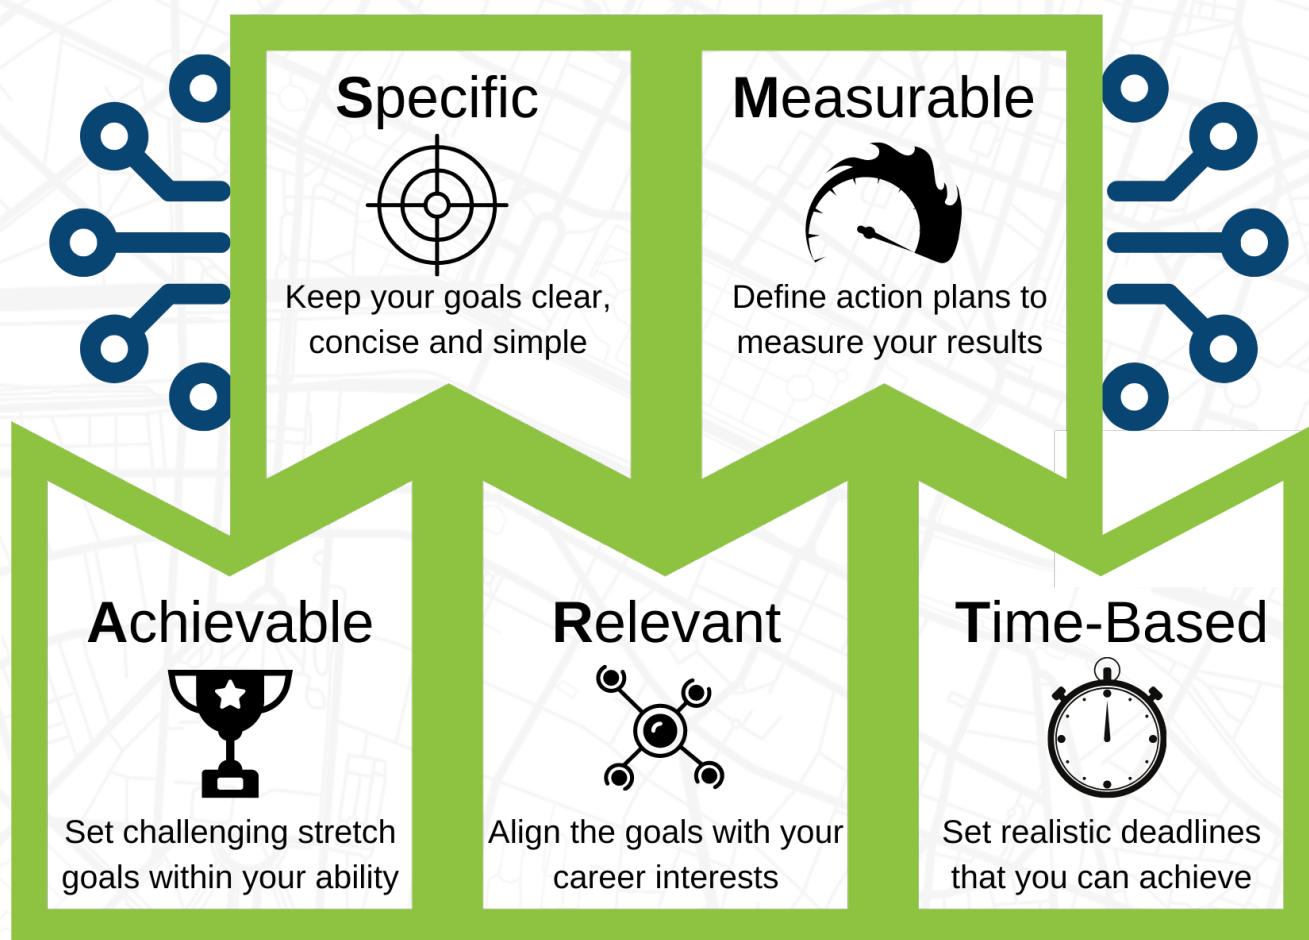 Specific
Keep your goals clear,
concise and simple
Measurable
Define action plans to
measure your results
Achievable
Set challenging stretch
goals within your ability
Relevant
Align the goals with your
career interests
Time-Based
Set realistic deadlines
that you can achieve